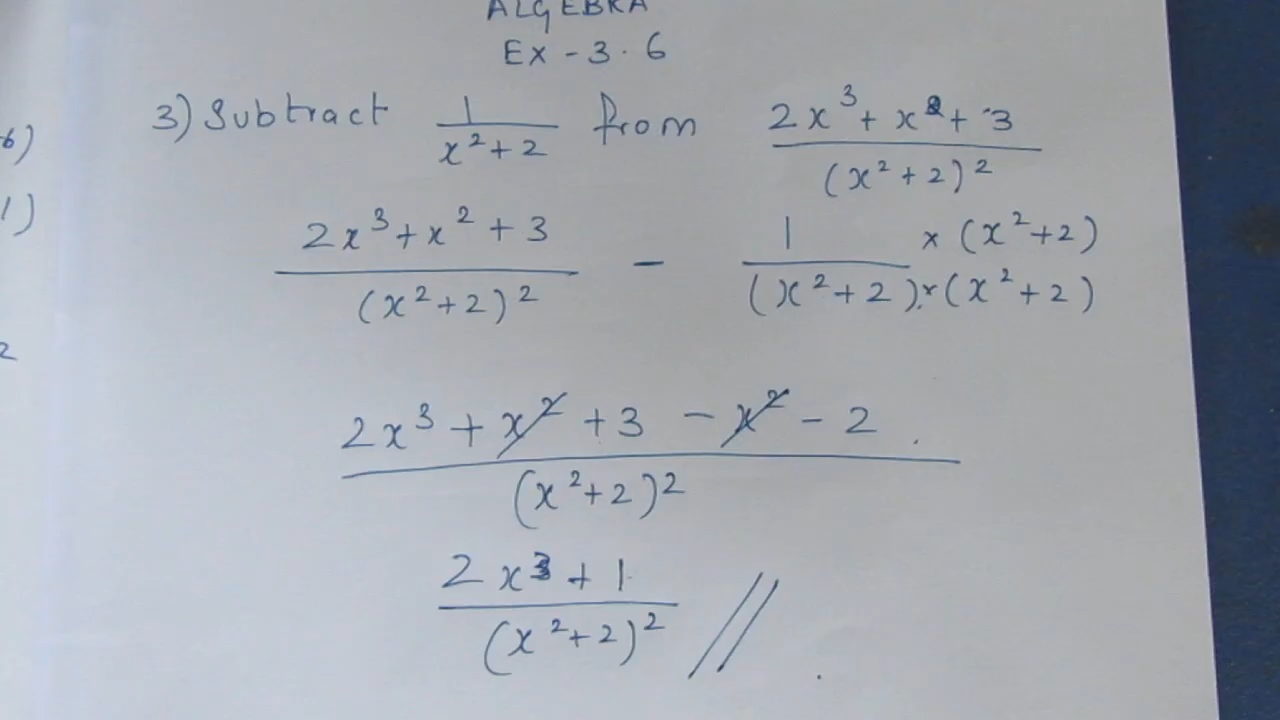 ALGEBRA
Ex - 3.6
6)
3) Subtract 1/(x²+2) from (2x³ + x² + 3)/(x²+2)²
1)
(2x³ + x² + 3)/(x²+2)² - (1 × (x²+2))/((x²+2) × (x²+2))
2
(2x³ + x² + 3 - x² - 2)/(x²+2)²
(2x³ + 1)/(x²+2)² //